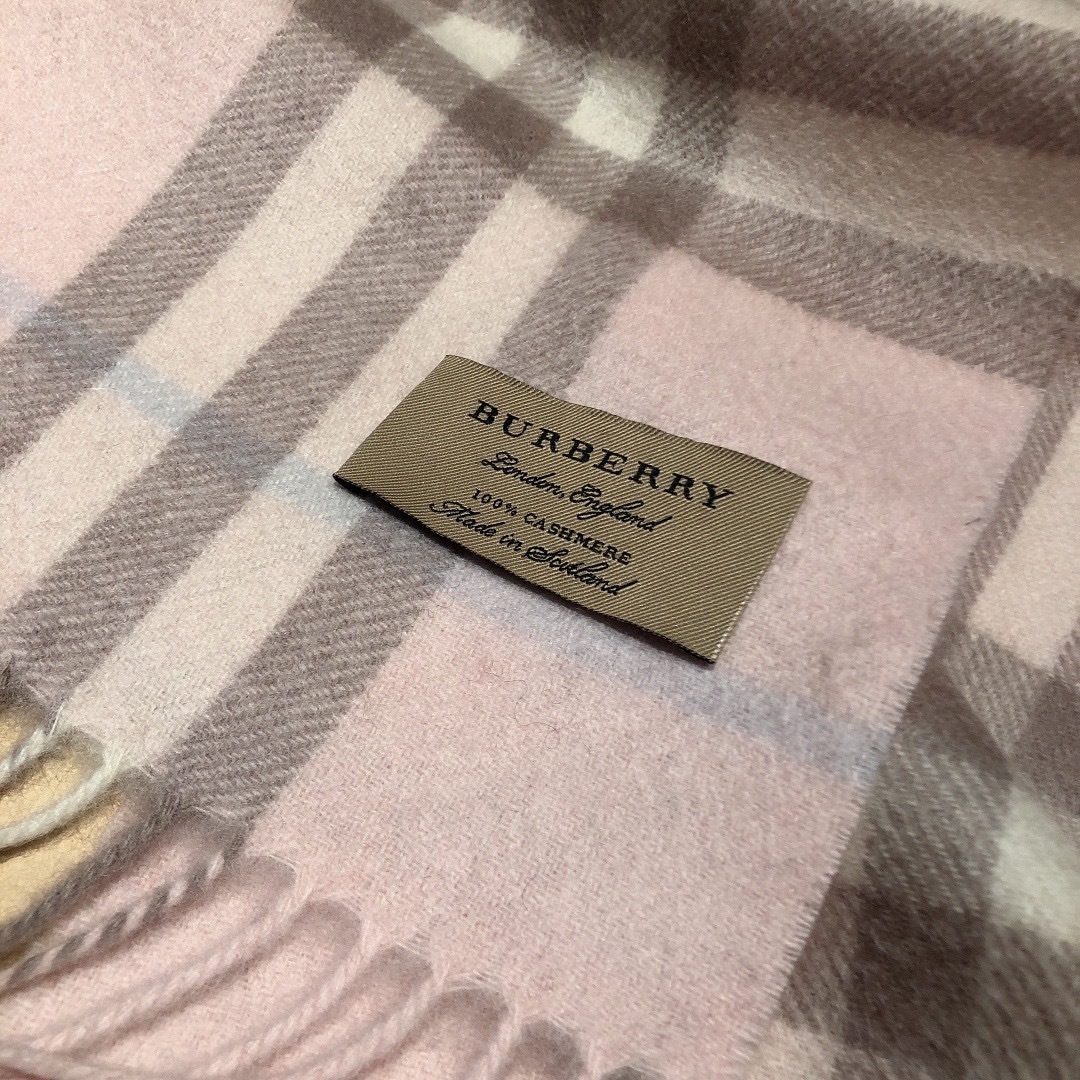 BURBERRY
London, England
100% CASHMERE
Made in Scotland